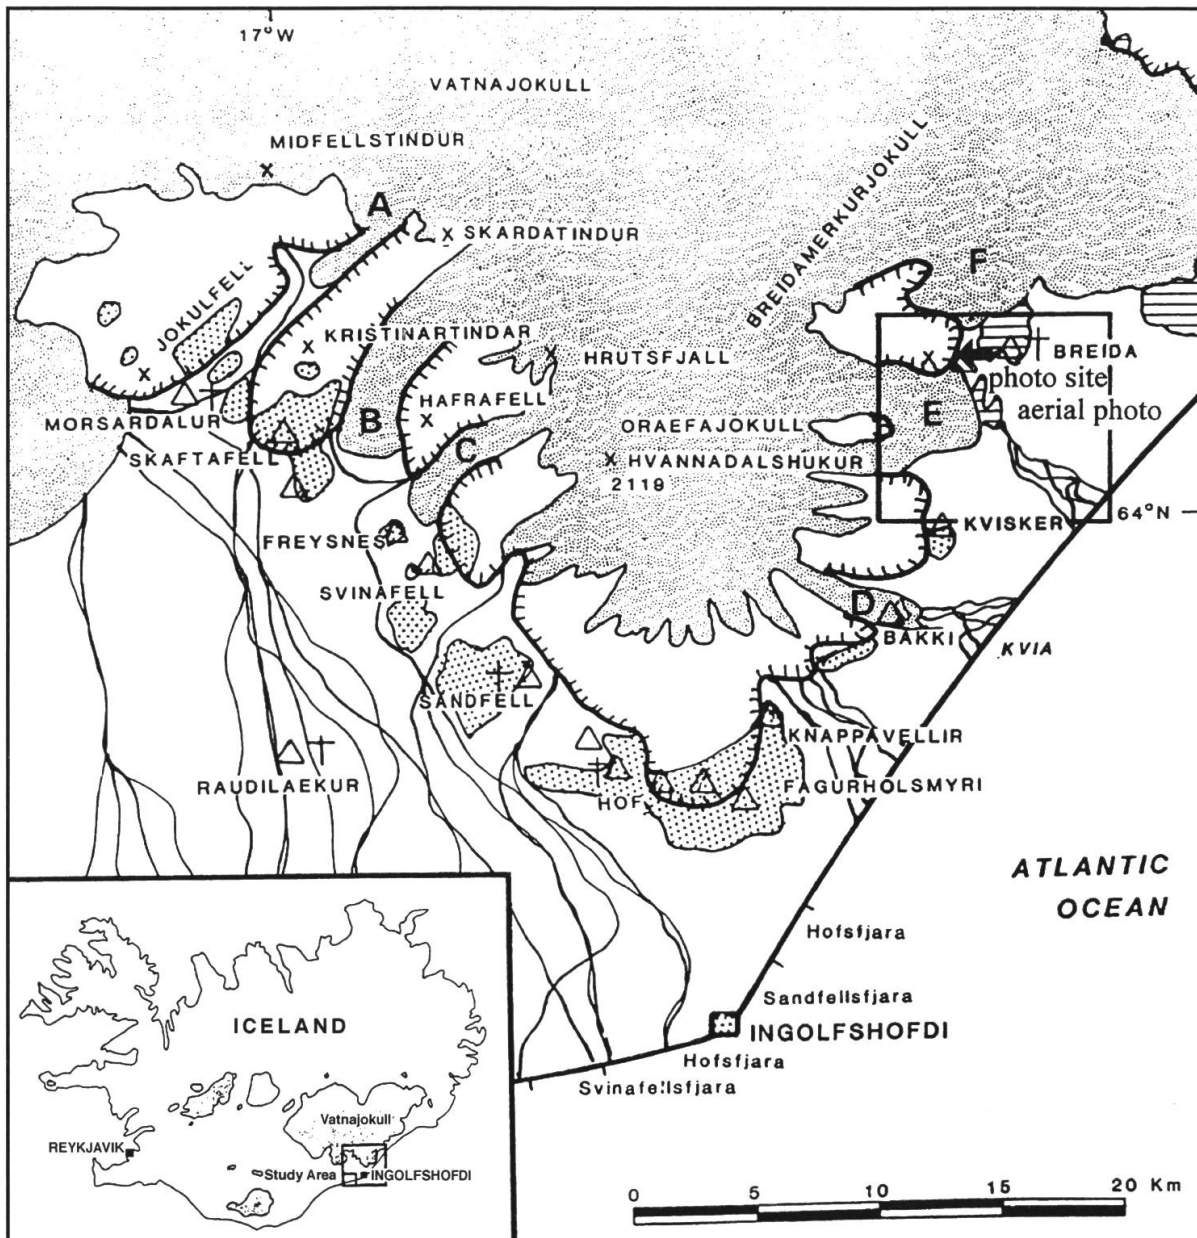 17°W
VATNAJOKULL
MIDFELLSTINDUR
A
SKARDATINDUR
BREIDAMERKURJOKULL
F
JOKULFELL
KRISTINARTINDAR
HRUTSFJALL
BREIDA
photo site
HAFRAFELL
E
aerial photo
MORSARDALUR
B
ORAEFAJOKULL
SKAFTAFELL
C
HVANNADALSHUKUR
2119
64°N
KVISKER
FREYSNES
SVINAFELL
D
BAKKI
KVIA
SANDFELL
KNAPPAVELLIR
RAUDILAEKUR
HOF
FAGURHOLSMYRI
ATLANTIC
OCEAN
Hofsfjara
Sandfellsfjara
INGOLFSHOFDI
Hofsfjara
Svinafellsfjara
ICELAND
Vatnajokull
REYKJAVIK
Study Area
INGOLFSHOFDI
0 5 10 15 20 Km